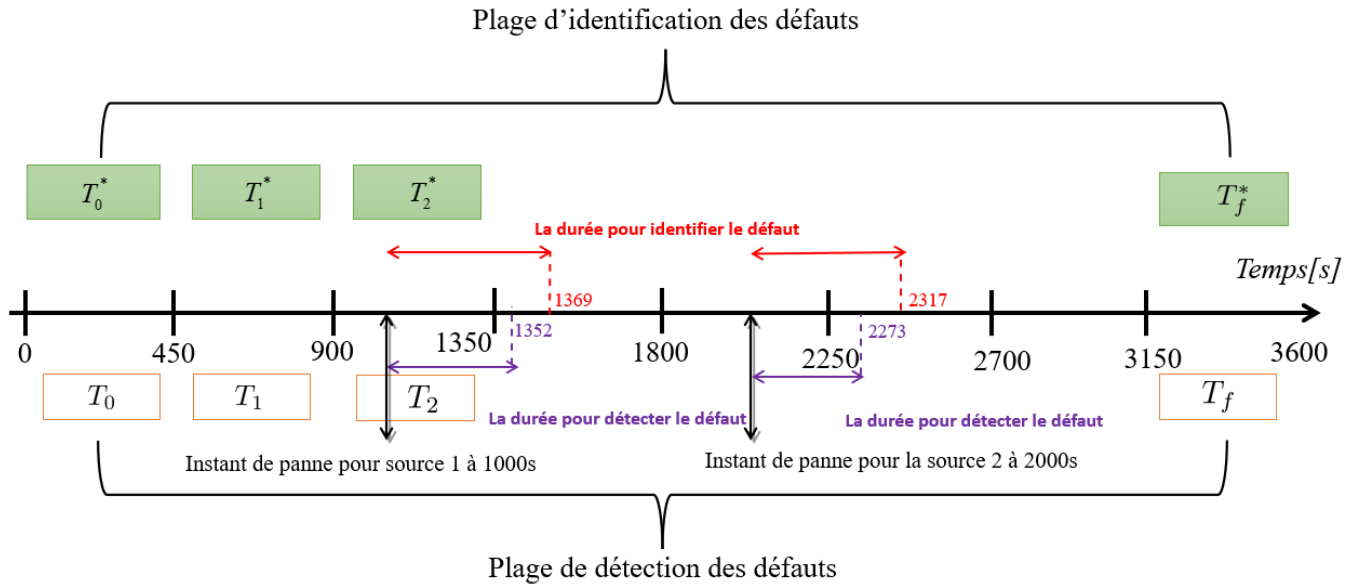 Plage d’identification des défauts
T₀* T₁* T₂* T_f*
La durée pour identifier le défaut
Temps[s]
1369 2317
1352 2273
0 450 900 1350 1800 2250 2700 3150 3600
T₀ T₁ T₂ T_f
La durée pour détecter le défaut La durée pour détecter le défaut
Instant de panne pour source 1 à 1000s Instant de panne pour la source 2 à 2000s
Plage de détection des défauts